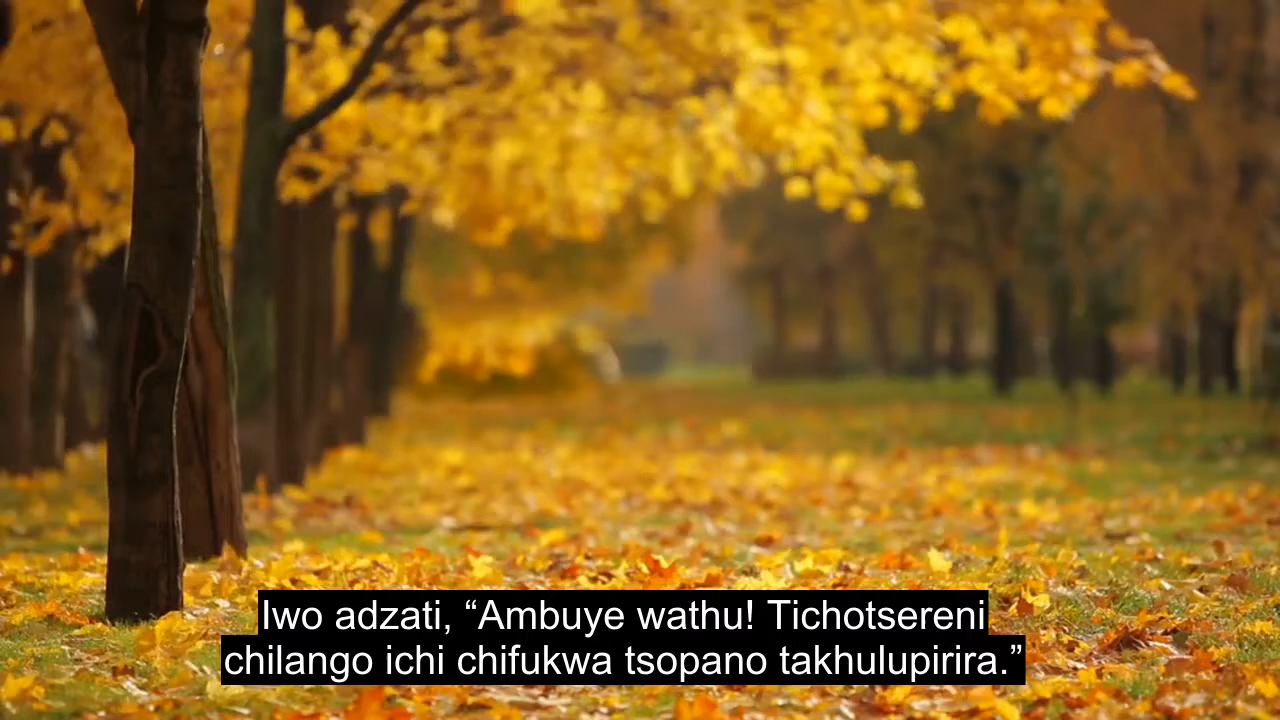 Iwo adzati, “Ambuye wathu! Tichotsereni
chilango ichi chifukwa tsopano takhulupirira.”